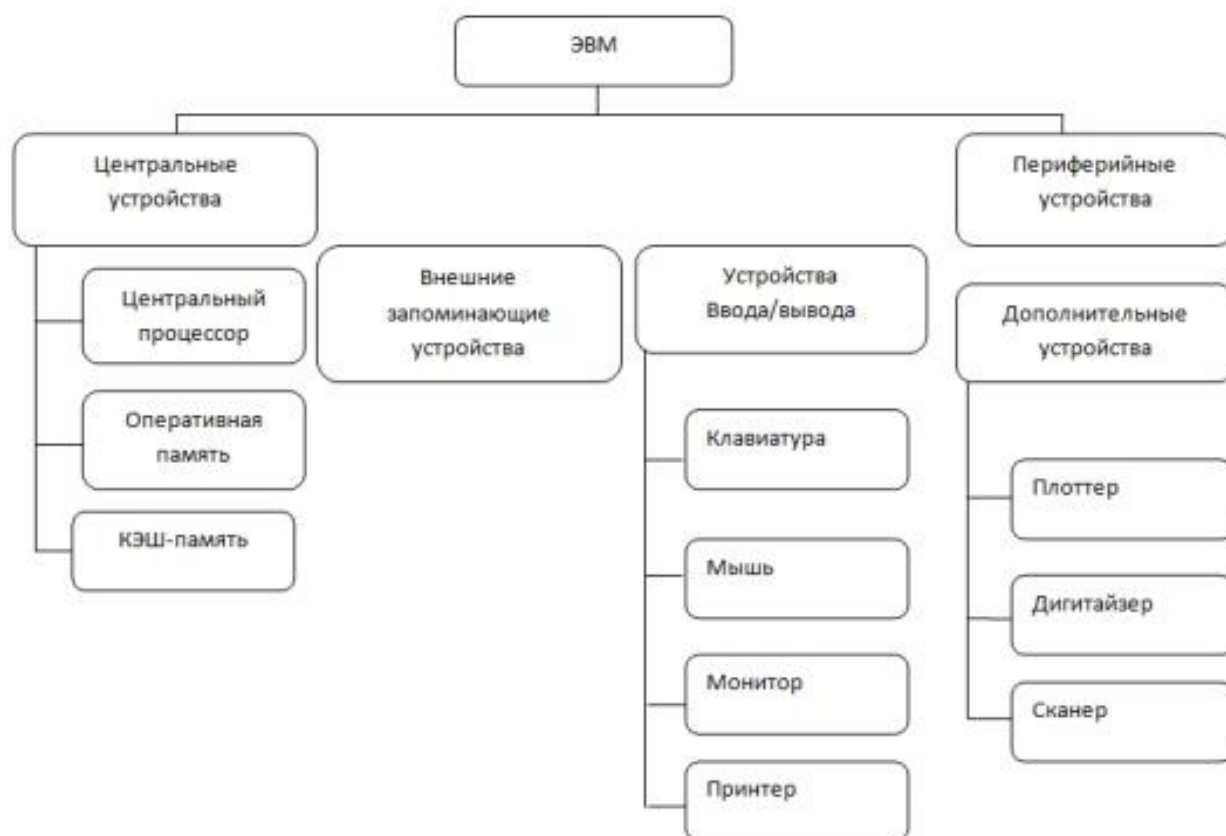 ЭВМ
Центральные
устройства
Периферийные
устройства
Центральный
процессор
Оперативная
память
КЭШ-память
Внешние
запоминающие
устройства
Устройства
Ввода/вывода
Клавиатура
Мышь
Монитор
Принтер
Дополнительные
устройства
Плоттер
Дигитайзер
Сканер